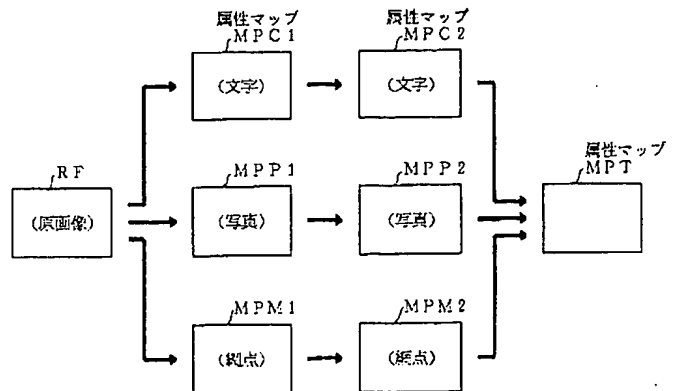 属性マップ
MPC1
属性マップ
MPC2
(文字)
(文字)
RF
(原画像)
MPP1
(写真)
MPP2
(写真)
属性マップ
MPT
MPM1
(網点)
MPM2
(網点)